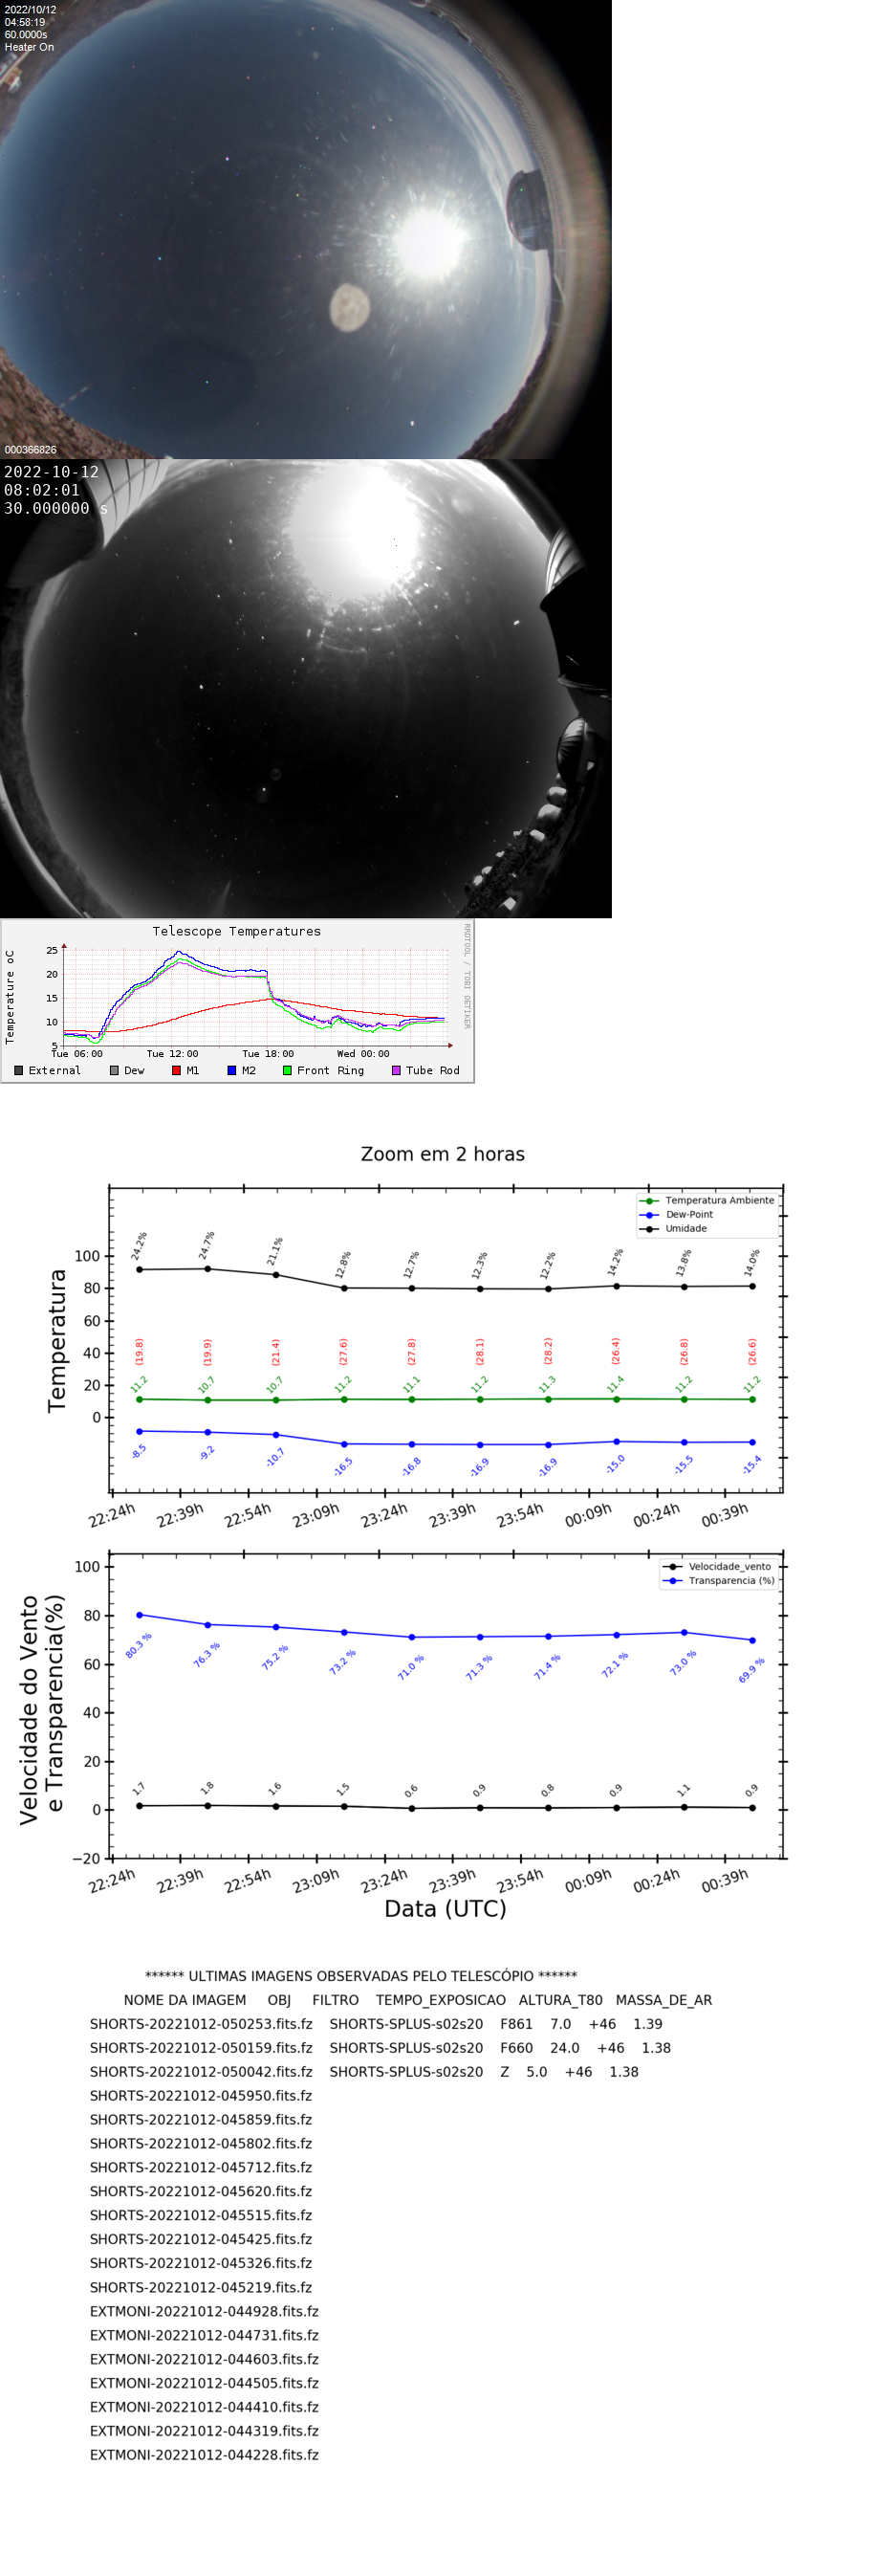 2022/10/12
04:58:19
60.0000s
Heater On
000366826
2022-10-12
08:02:01
30.000000 s
Telescope Temperatures
RRDTOOL / TOBI OETIKER
Temperature oC
25
20
15
10
5
Tue 06:00 Tue 12:00 Tue 18:00 Wed 00:00
External Dew M1 M2 Front Ring Tube Rod
Zoom em 2 horas
Temperatura Ambiente
Dew-Point
Umidade
Temperatura
100
80
60
40
20
0
24.2% 24.7% 21.1% 12.8% 12.7% 12.3% 12.2% 14.2% 13.8% 14.0%
(19.8) (19.9) (21.4) (27.6) (27.8) (28.1) (28.2) (26.4) (26.8) (26.6)
11.2 10.7 10.7 11.2 11.1 11.2 11.3 11.4 11.2 11.2
-8.5 -9.2 -10.7 -16.5 -16.8 -16.9 -16.9 -15.0 -15.5 -15.4
22:24h 22:39h 22:54h 23:09h 23:24h 23:39h 23:54h 00:09h 00:24h 00:39h
Velocidade_vento
Transparencia (%)
Velocidade do Vento
e Transparencia(%)
100
80
60
40
20
0
−20
80.3 % 76.3 % 75.2 % 73.2 % 71.0 % 71.3 % 71.4 % 72.1 % 73.0 % 69.9 %
1.7 1.8 1.6 1.5 0.6 0.9 0.8 0.9 1.1 0.9
22:24h 22:39h 22:54h 23:09h 23:24h 23:39h 23:54h 00:09h 00:24h 00:39h
Data (UTC)
****** ULTIMAS IMAGENS OBSERVADAS PELO TELESCÓPIO ******
NOME DA IMAGEM OBJ FILTRO TEMPO_EXPOSICAO ALTURA_T80 MASSA_DE_AR
SHORTS-20221012-050253.fits.fz SHORTS-SPLUS-s02s20 F861 7.0 +46 1.39
SHORTS-20221012-050159.fits.fz SHORTS-SPLUS-s02s20 F660 24.0 +46 1.38
SHORTS-20221012-050042.fits.fz SHORTS-SPLUS-s02s20 Z 5.0 +46 1.38
SHORTS-20221012-045950.fits.fz
SHORTS-20221012-045859.fits.fz
SHORTS-20221012-045802.fits.fz
SHORTS-20221012-045712.fits.fz
SHORTS-20221012-045620.fits.fz
SHORTS-20221012-045515.fits.fz
SHORTS-20221012-045425.fits.fz
SHORTS-20221012-045326.fits.fz
SHORTS-20221012-045219.fits.fz
EXTMONI-20221012-044928.fits.fz
EXTMONI-20221012-044731.fits.fz
EXTMONI-20221012-044603.fits.fz
EXTMONI-20221012-044505.fits.fz
EXTMONI-20221012-044410.fits.fz
EXTMONI-20221012-044319.fits.fz
EXTMONI-20221012-044228.fits.fz